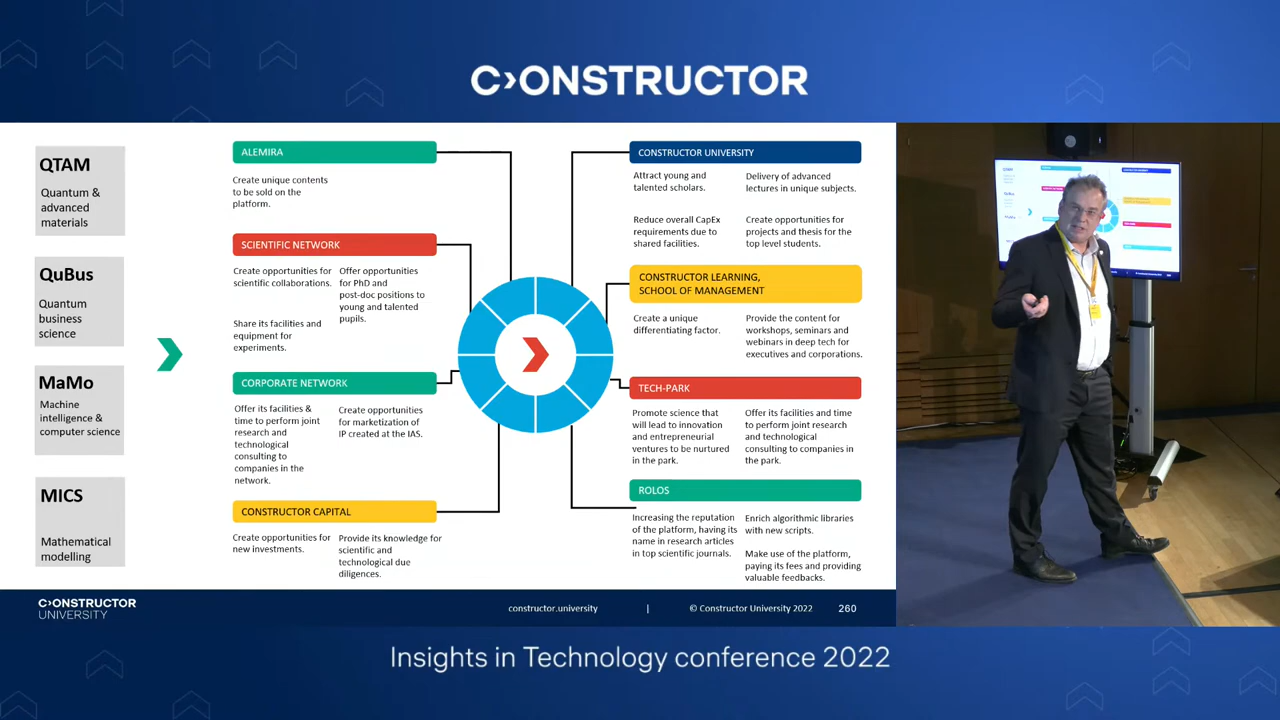 C›ONSTRUCTOR
QTAM
Quantum &
advanced
materials
QuBus
Quantum
business
science
MaMo
Machine
intelligence &
computer science
MICS
Mathematical
modelling
ALEMIRA
Create unique contents
to be sold on the
platform.
SCIENTIFIC NETWORK
Create opportunities for
scientific collaborations.
Share its facilities and
equipment for
experiments.
Offer opportunities
for PhD and
post-doc positions to
young and talented
pupils.
CORPORATE NETWORK
Offer its facilities &
time to perform joint
research and
technological
consulting to
companies in the
network.
Create opportunities
for marketization of
IP created at the IAS.
CONSTRUCTOR CAPITAL
Create opportunities for
new investments.
Provide its knowledge for
scientific and
technological due
diligences.
CONSTRUCTOR UNIVERSITY
Attract young and
talented scholars.
Reduce overall CapEx
requirements due to
shared facilities.
Delivery of advanced
lectures in unique subjects.
Create opportunities for
projects and thesis for the
top level students.
CONSTRUCTOR LEARNING,
SCHOOL OF MANAGEMENT
Create a unique
differentiating factor.
Provide the content for
workshops, seminars and
webinars in deep tech for
executives and corporations.
TECH-PARK
Promote science that
will lead to innovation
and entrepreneurial
ventures to be nurtured
in the park.
Offer its facilities and time
to perform joint research
and technological
consulting to companies in
the park.
ROLOS
Increasing the reputation
of the platform, having its
name in research articles
in top scientific journals.
Enrich algorithmic libraries
with new scripts.
Make use of the platform,
paying its fees and providing
valuable feedbacks.
C›ONSTRUCTOR
UNIVERSITY
constructor.university | © Constructor University 2022 260
Insights in Technology conference 2022